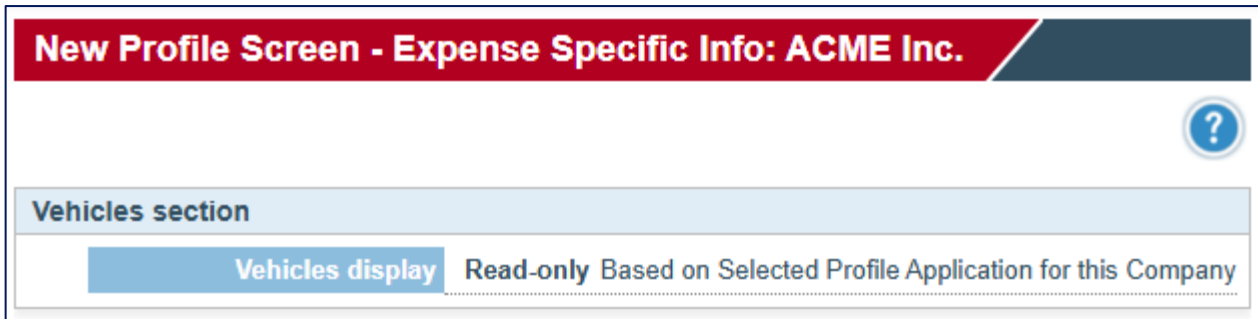 New Profile Screen - Expense Specific Info: ACME Inc.
?
Vehicles section
Vehicles display Read-only Based on Selected Profile Application for this Company